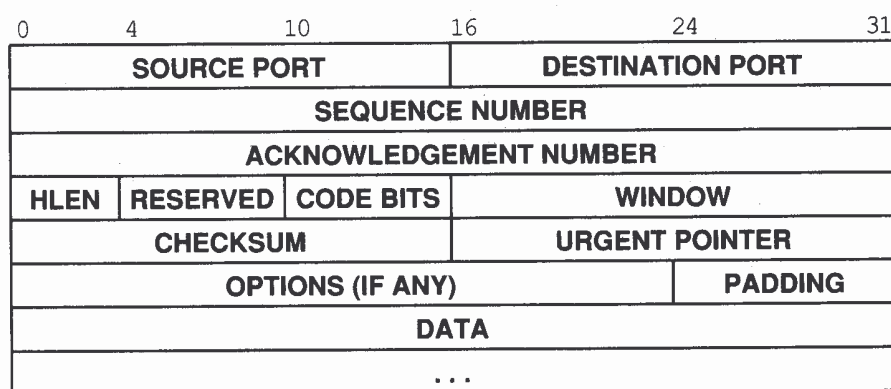 0 4 10 16 24 31
SOURCE PORT DESTINATION PORT
SEQUENCE NUMBER
ACKNOWLEDGEMENT NUMBER
HLEN RESERVED CODE BITS WINDOW
CHECKSUM URGENT POINTER
OPTIONS (IF ANY) PADDING
DATA
...